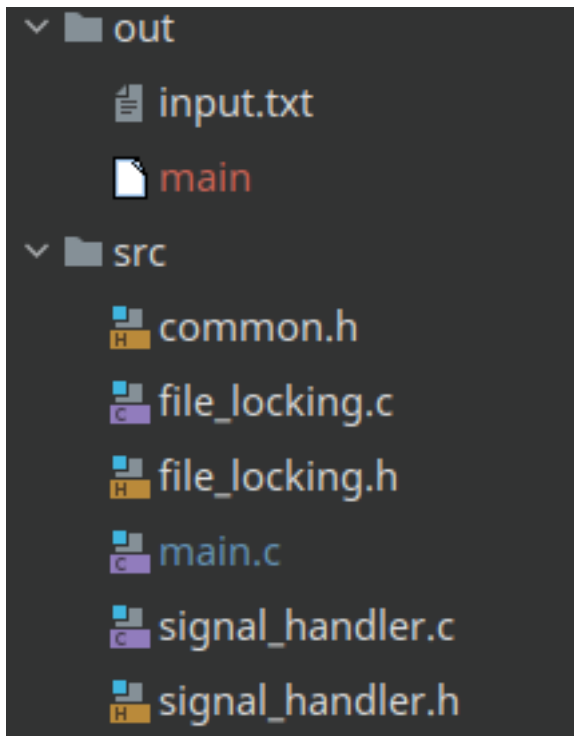 out
input.txt
main
src
H common.h
C file_locking.c
H file_locking.h
C main.c
C signal_handler.c
H signal_handler.h